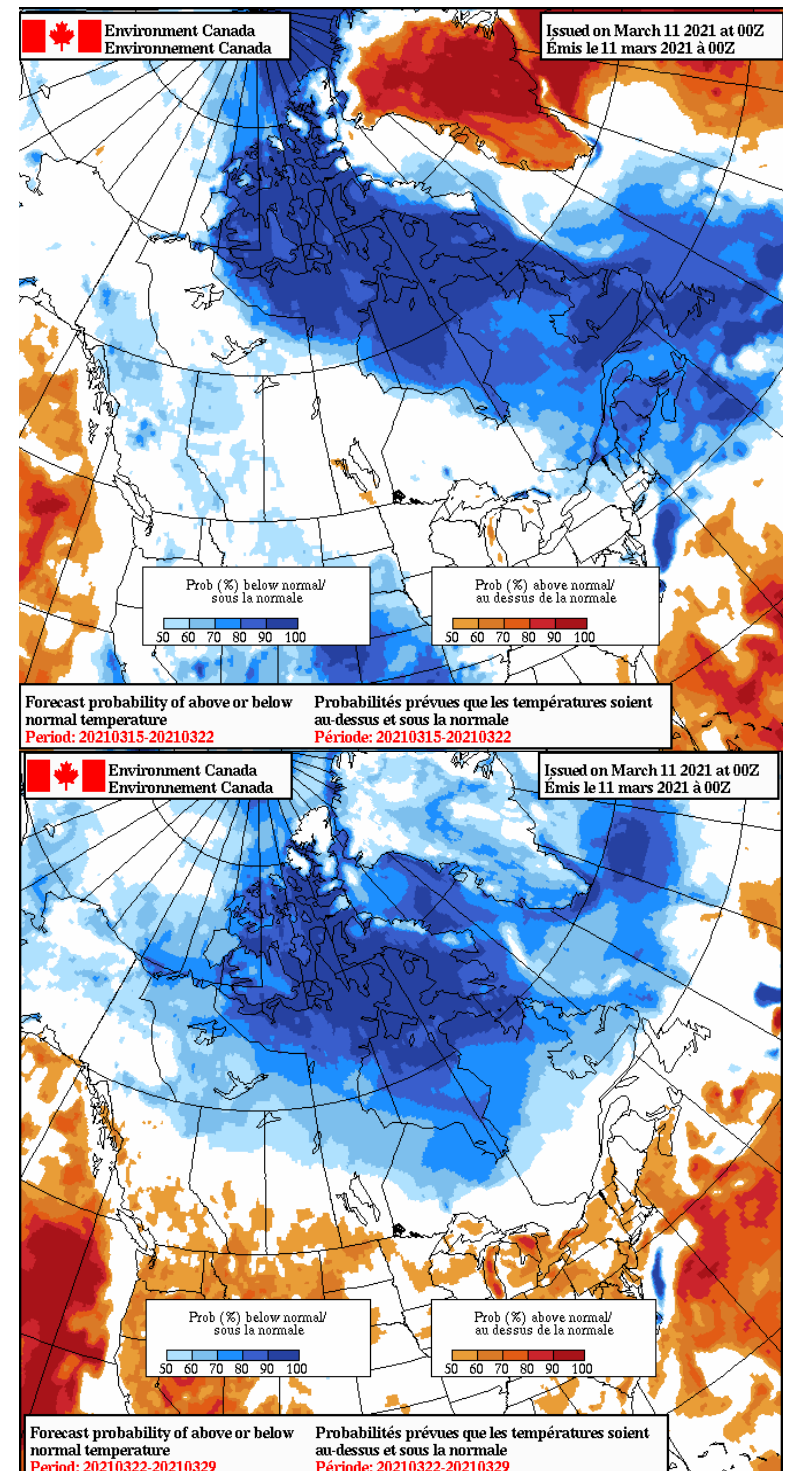 Environment Canada
Environnement Canada
Issued on March 11 2021 at 00Z
Émis le 11 mars 2021 à 00Z
Prob (%) below normal/
sous la normale
50 60 70 80 90 100
Prob (%) above normal/
au dessus de la normale
50 60 70 80 90 100
Forecast probability of above or below
normal temperature
Period: 20210315-20210322
Probabilités prévues que les températures soient
au-dessus et sous la normale
Période: 20210315-20210322
Environment Canada
Environnement Canada
Issued on March 11 2021 at 00Z
Émis le 11 mars 2021 à 00Z
Prob (%) below normal/
sous la normale
50 60 70 80 90 100
Prob (%) above normal/
au dessus de la normale
50 60 70 80 90 100
Forecast probability of above or below
normal temperature
Period: 20210322-20210329
Probabilités prévues que les températures soient
au-dessus et sous la normale
Période: 20210322-20210329